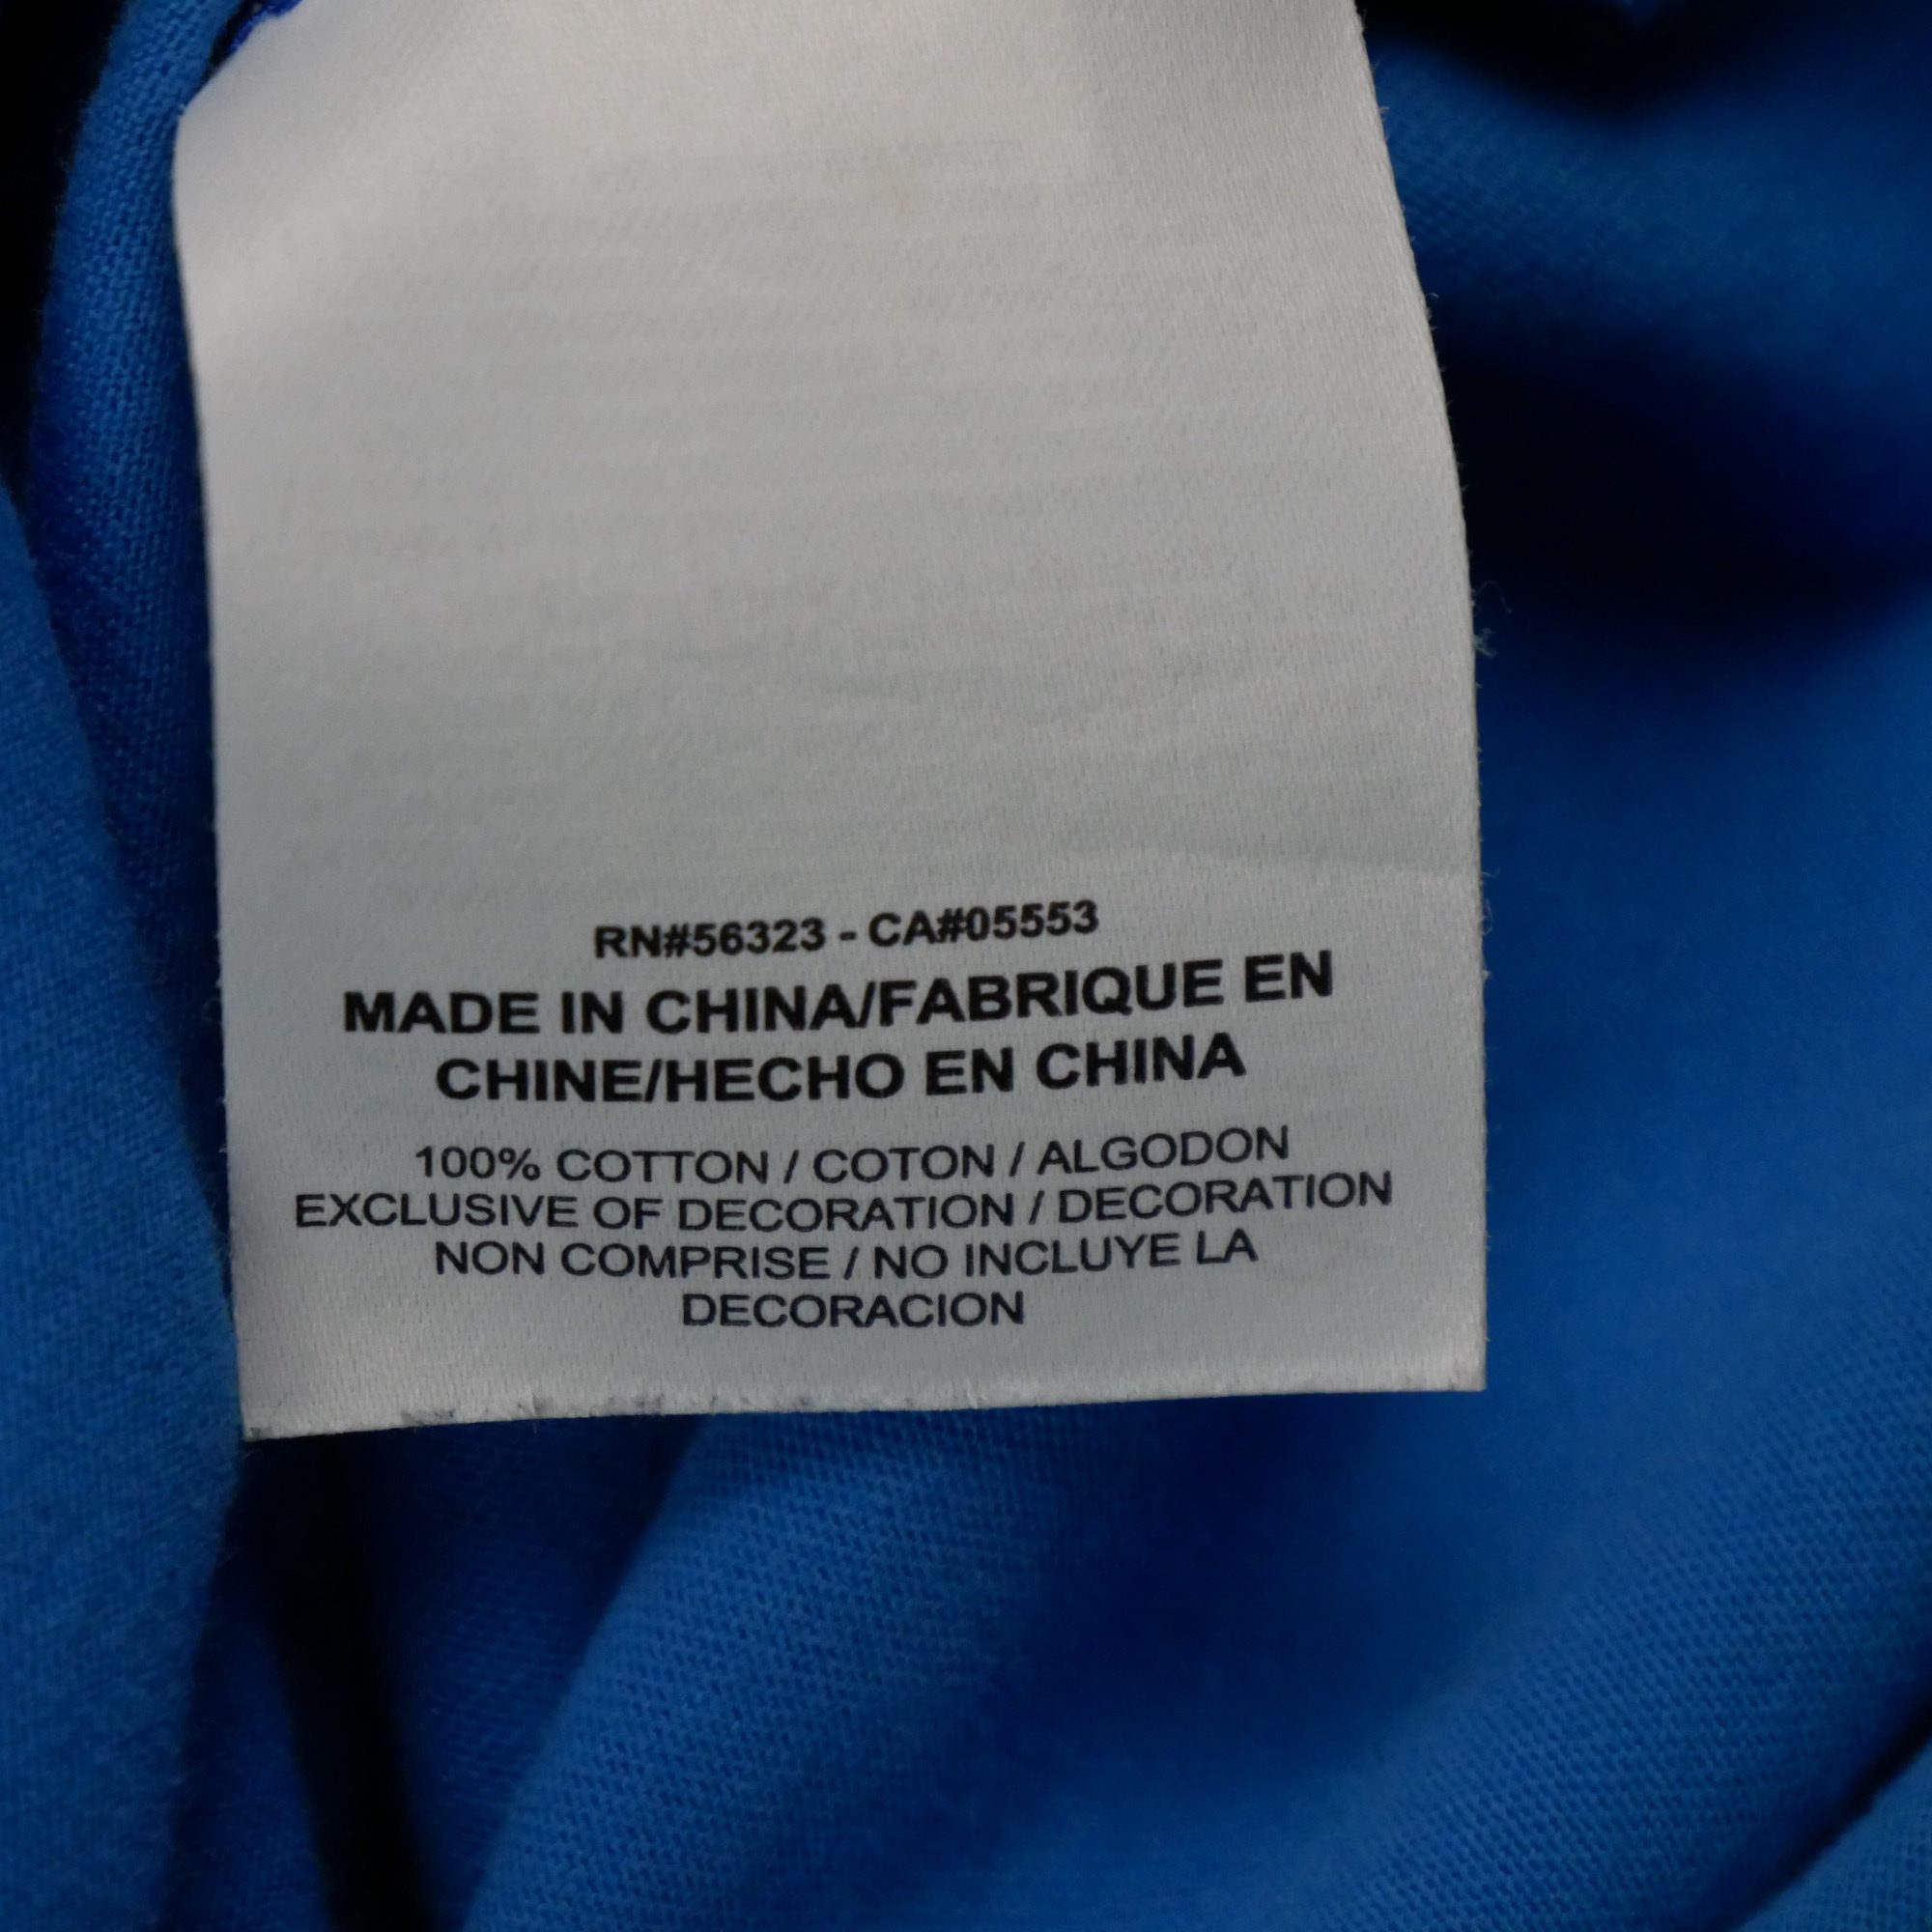 RN#56323 - CA#05553
MADE IN CHINA/FABRIQUE EN
CHINE/HECHO EN CHINA
100% COTTON / COTON / ALGODON
EXCLUSIVE OF DECORATION / DECORATION
NON COMPRISE / NO INCLUYE LA
DECORACION